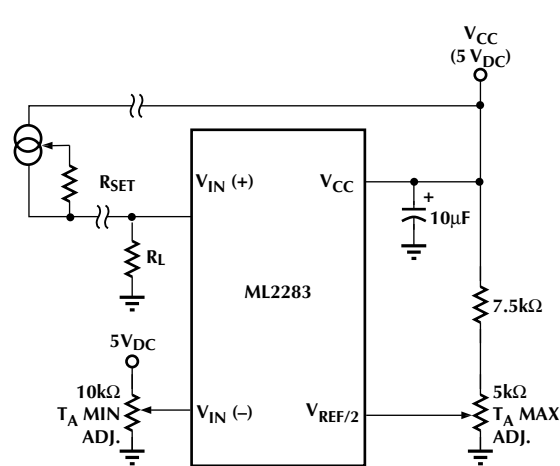 V_CC
(5 V_DC)
R_SET
V_IN (+)
V_CC
+
10μF
R_L
ML2283
7.5kΩ
5V_DC
10kΩ
T_A MIN
ADJ.
V_IN (–)
V_REF/2
5kΩ
T_A MAX
ADJ.